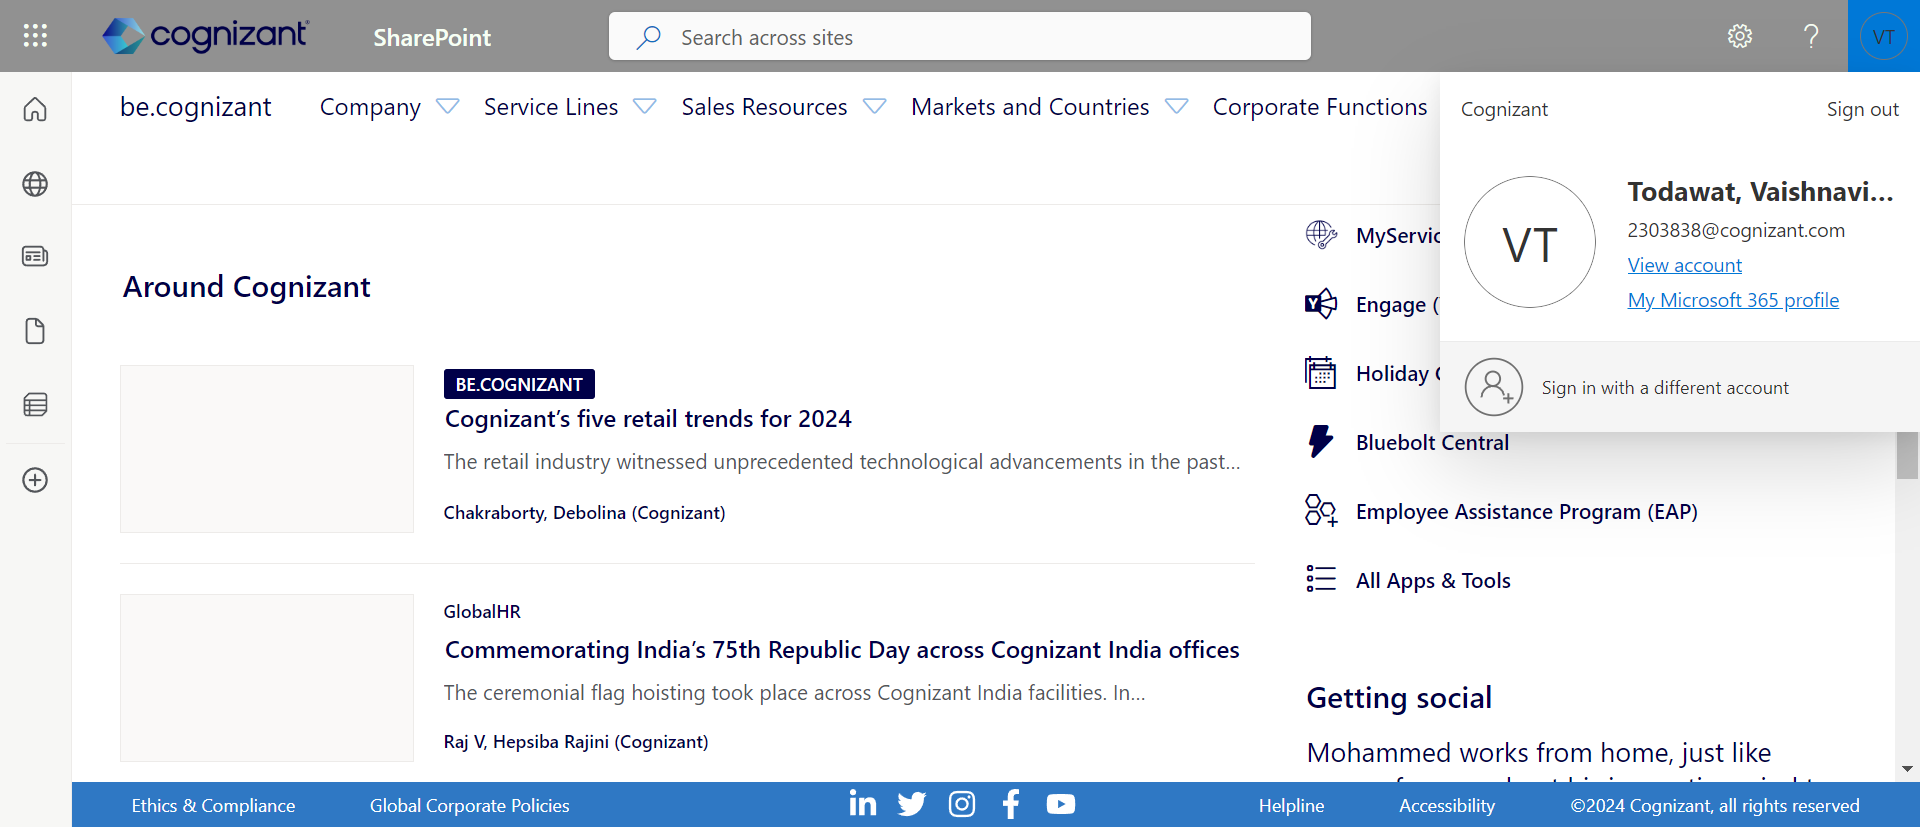 cognizant
SharePoint
Search across sites
VT
be.cognizant
Company
Service Lines
Sales Resources
Markets and Countries
Corporate Functions
Cognizant
Sign out
VT
Todawat, Vaishnavi...
2303838@cognizant.com
View account
My Microsoft 365 profile
Sign in with a different account
Around Cognizant
BE.COGNIZANT
Cognizant's five retail trends for 2024
The retail industry witnessed unprecedented technological advancements in the past...
Chakraborty, Debolina (Cognizant)
GlobalHR
Commemorating India's 75th Republic Day across Cognizant India offices
The ceremonial flag hoisting took place across Cognizant India facilities. In...
Raj V, Hepsiba Rajini (Cognizant)
Engage (
Holiday
Bluebolt Central
Employee Assistance Program (EAP)
All Apps & Tools
Getting social
Mohammed works from home, just like
Ethics & Compliance
Global Corporate Policies
Helpline
Accessibility
©2024 Cognizant, all rights reserved